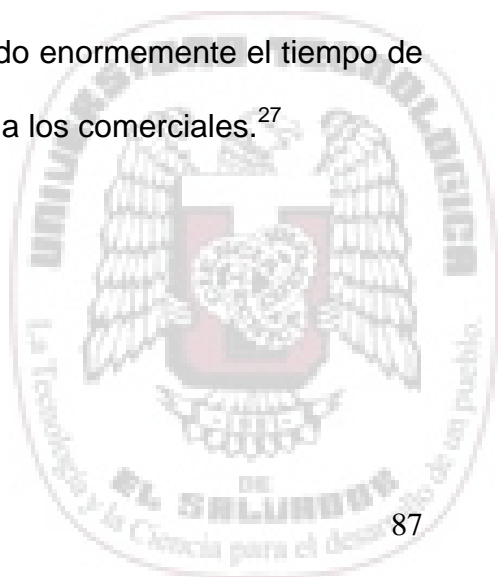 do enormemente el tiempo de
a los comerciales.27
UNIVERSIDAD TECNOLOGICA
La Tecnología y la Ciencia para el desarrollo de un pueblo.
DE
EL SALVADOR
87